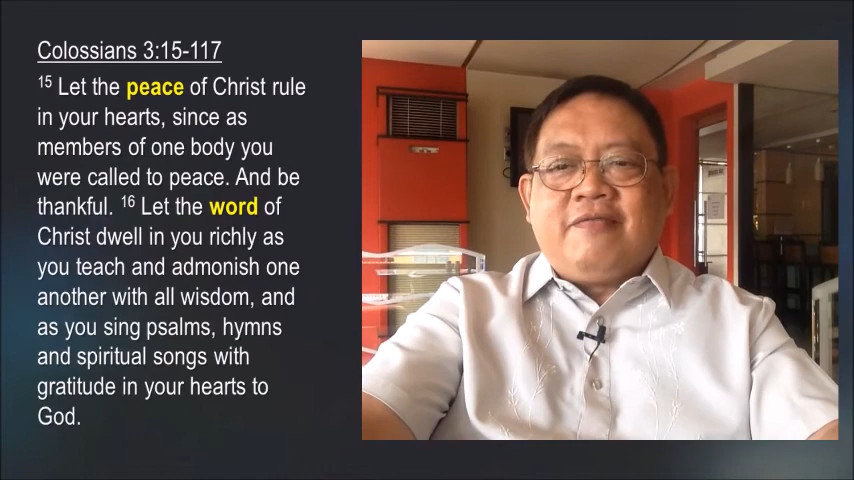 Colossians 3:15-117
15 Let the peace of Christ rule
in your hearts, since as
members of one body you
were called to peace. And be
thankful. 16 Let the word of
Christ dwell in you richly as
you teach and admonish one
another with all wisdom, and
as you sing psalms, hymns
and spiritual songs with
gratitude in your hearts to
God.